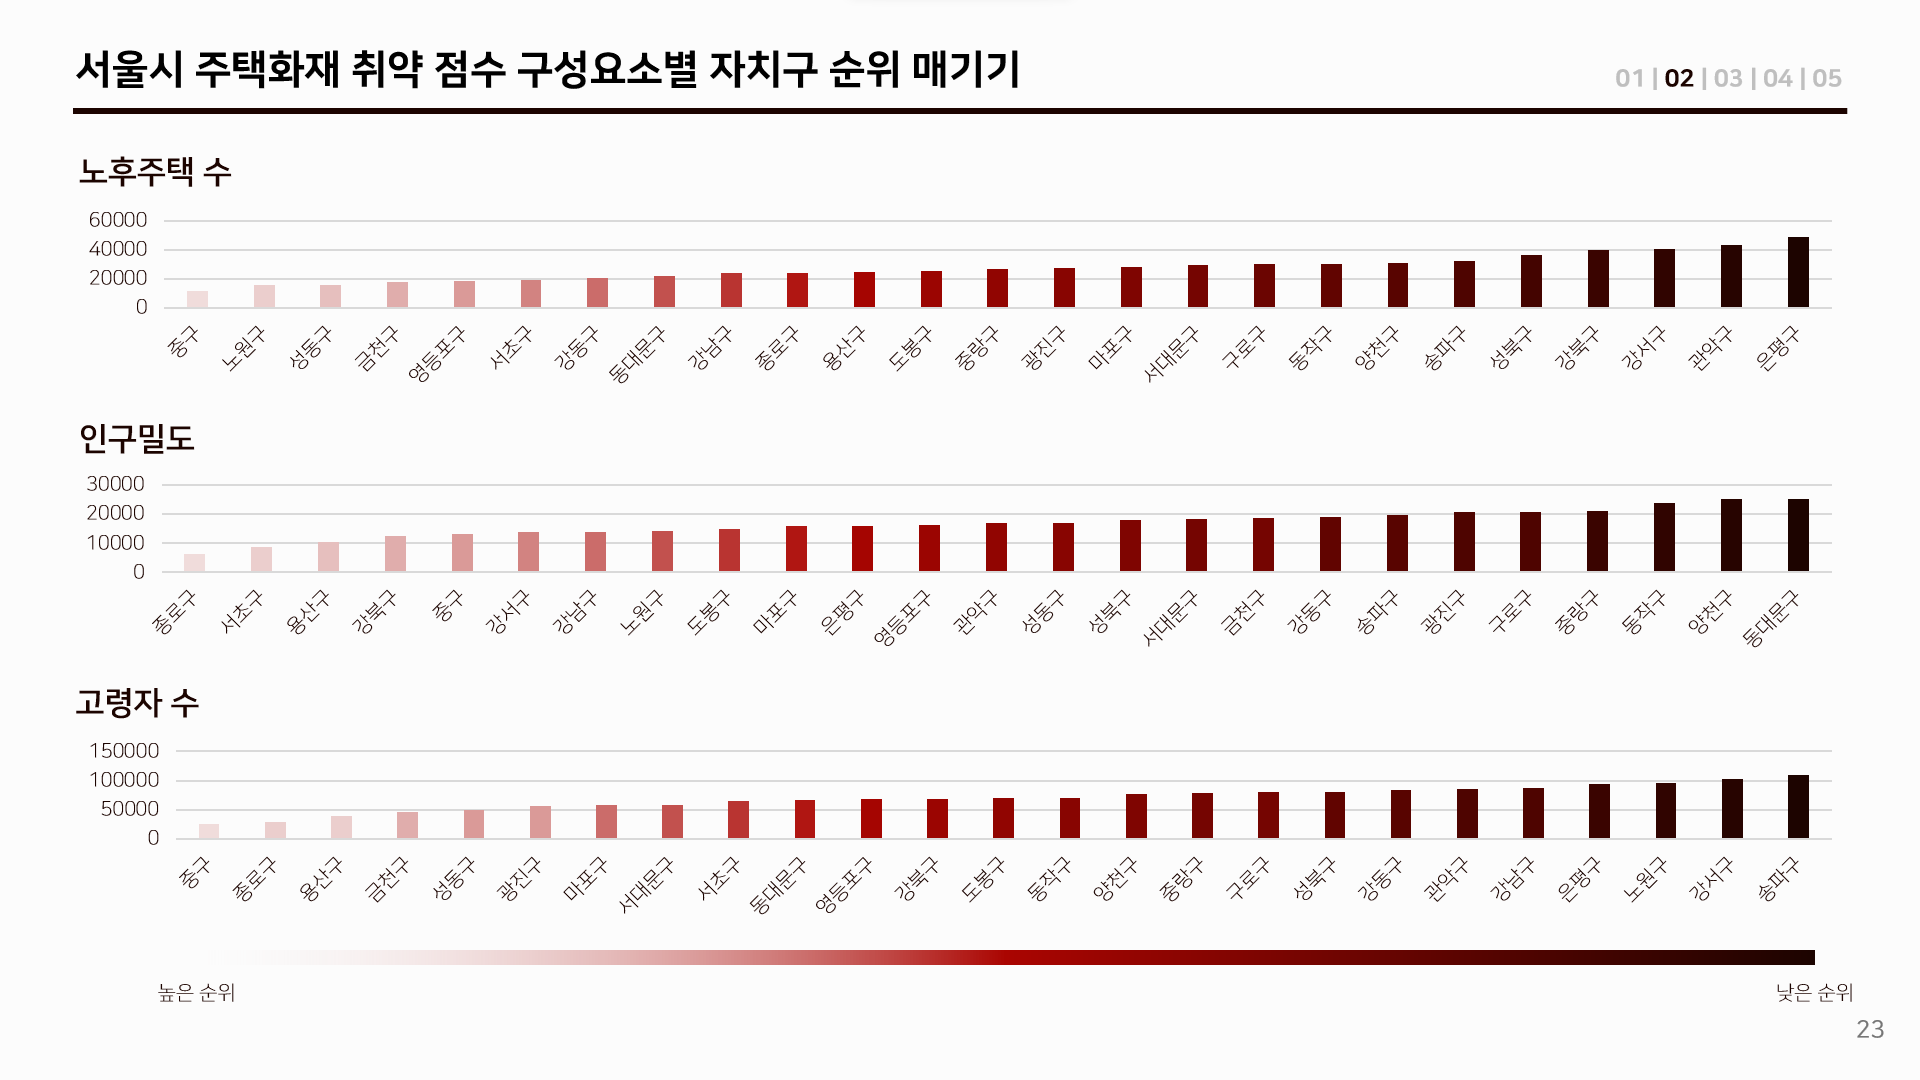 서울시 주택화재 취약 점수 구성요소별 자치구 순위 매기기
01 | 02 | 03 | 04 | 05
노후주택 수
60000
40000
20000
0
중구 노원구 성동구 금천구 영등포구 서초구 강동구 동대문구 강남구 종로구 용산구 도봉구 중랑구 광진구 마포구 서대문구 구로구 동작구 양천구 송파구 성북구 강북구 강서구 관악구 은평구
인구밀도
30000
20000
10000
0
종로구 서초구 용산구 강북구 중구 강서구 강남구 노원구 도봉구 마포구 은평구 영등포구 관악구 성동구 성북구 서대문구 금천구 강동구 송파구 광진구 구로구 중랑구 동작구 양천구 동대문구
고령자 수
150000
100000
50000
0
중구 종로구 용산구 금천구 성동구 광진구 마포구 서대문구 서초구 동대문구 영등포구 강북구 도봉구 동작구 양천구 중랑구 구로구 성북구 강동구 관악구 강남구 은평구 노원구 강서구 송파구
높은 순위
낮은 순위
23